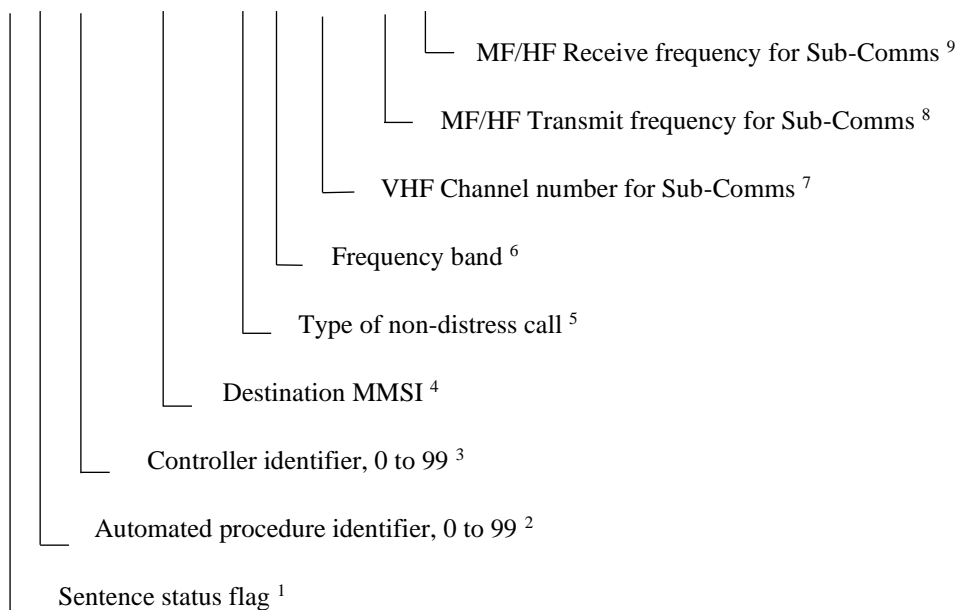 MF/HF Receive frequency for Sub-Comms 9
MF/HF Transmit frequency for Sub-Comms 8
VHF Channel number for Sub-Comms 7
Frequency band 6
Type of non-distress call 5
Destination MMSI 4
Controller identifier, 0 to 99 3
Automated procedure identifier, 0 to 99 2
Sentence status flag 1